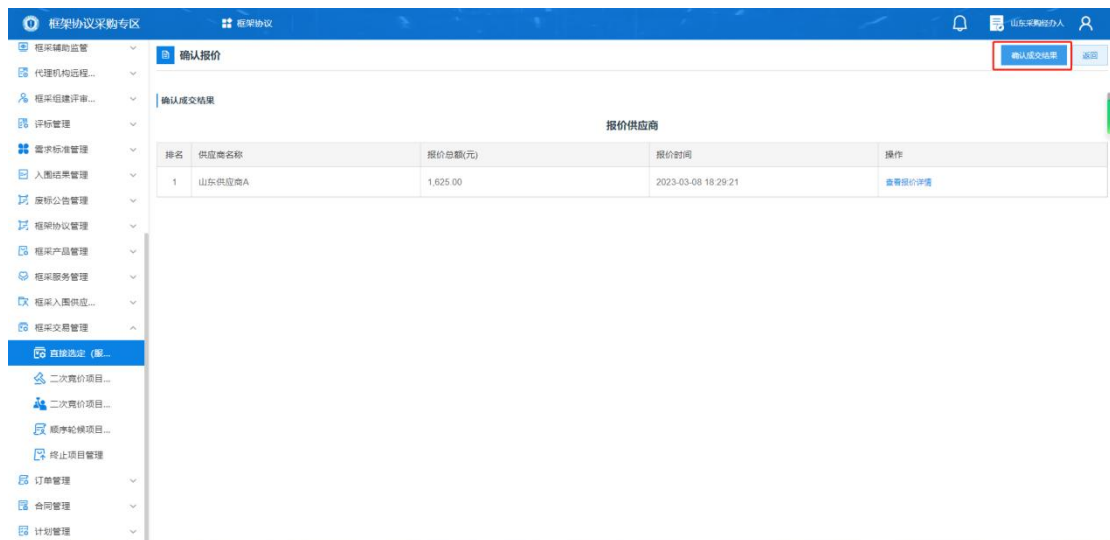 框架协议采购专区
框架协议
山东采购经办人
框采辅助监管
代理机构远程...
框采组建评审...
评标管理
需求标准管理
入围结果管理
废标公告管理
框架协议管理
框采产品管理
框采服务管理
框采入围供应...
框采交易管理
直接选定（服...
二次竞价项目...
二次竞价项目...
顺序轮候项目...
终止项目管理
订单管理
合同管理
计划管理
确认报价
确认成交结果
返回
确认成交结果
报价供应商
排名 供应商名称 报价总额(元) 报价时间 操作
1 山东供应商A 1,625.00 2023-03-08 18:29:21 查看报价详情